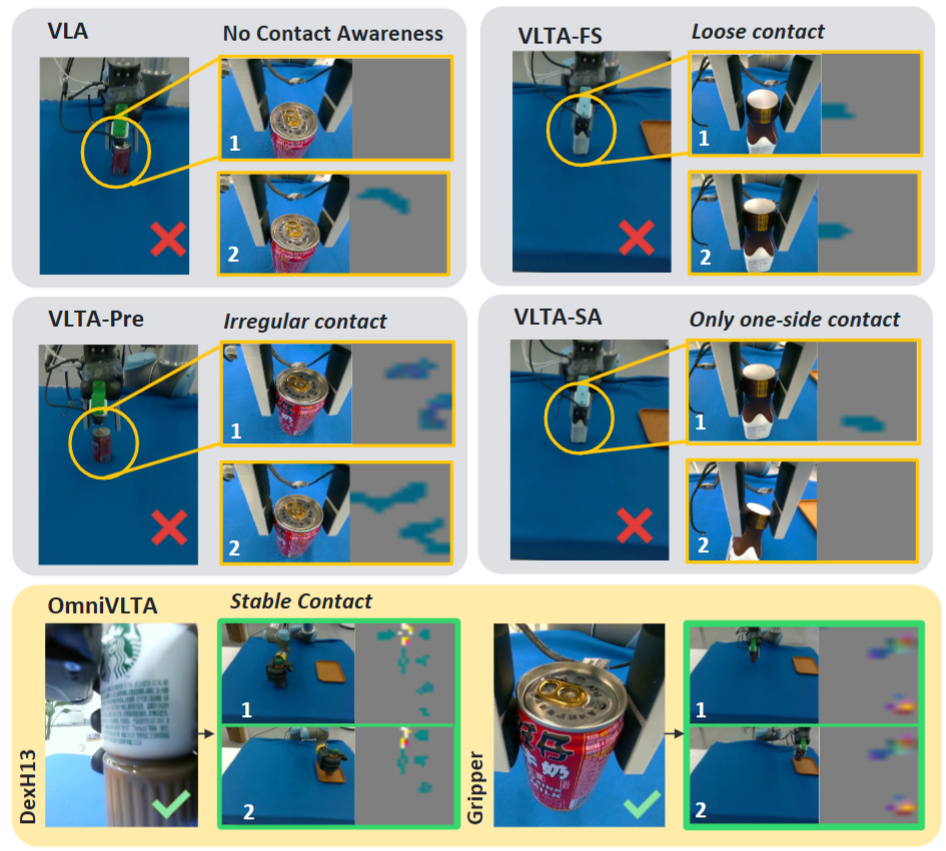 VLA
No Contact Awareness
1
2
VLTA-FS
Loose contact
1
2
VLTA-Pre
Irregular contact
1
2
VLTA-SA
Only one-side contact
1
2
OmniVLTA
Stable Contact
DexH13
1
2
Gripper
1
2